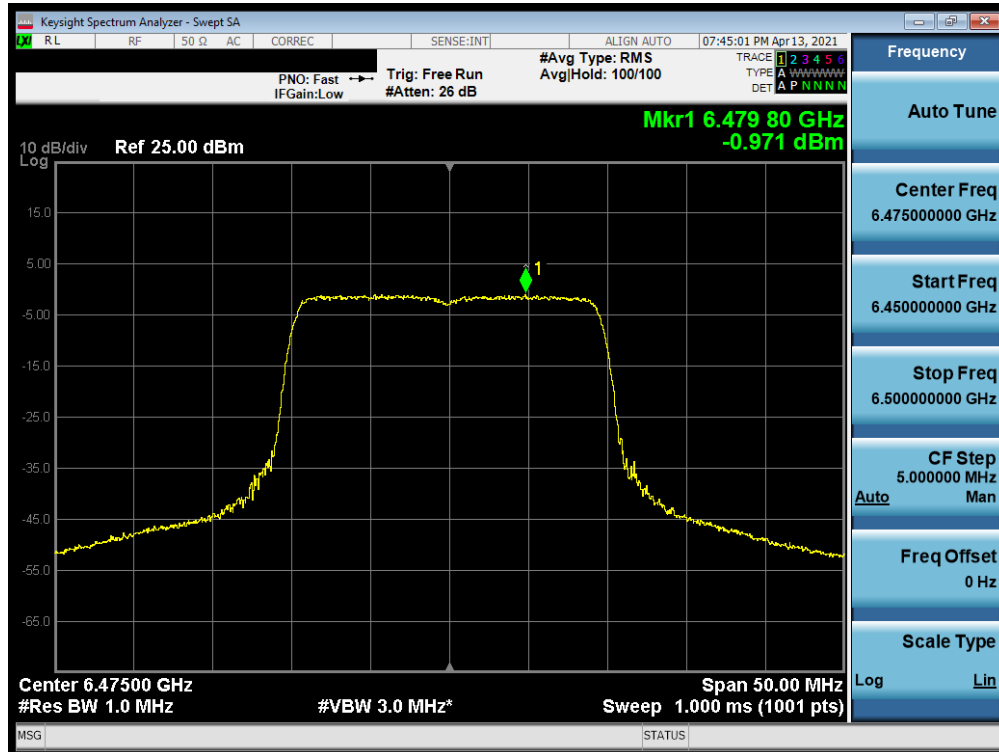 Keysight Spectrum Analyzer - Swept SA
LXI RL RF 50 Ω AC CORREC SENSE:INT ALIGN AUTO 07:45:01 PM Apr 13, 2021
PNO: Fast
IFGain:Low
Trig: Free Run
#Atten: 26 dB
#Avg Type: RMS
Avg|Hold: 100/100
TRACE 1 2 3 4 5 6
TYPE A WWWWW
DET A P N N N N
Mkr1 6.479 80 GHz
-0.971 dBm
10 dB/div Ref 25.00 dBm
Log
15.0
5.00
1
-5.00
-15.0
-25.0
-35.0
-45.0
-55.0
-65.0
Center 6.47500 GHz Span 50.00 MHz
#Res BW 1.0 MHz #VBW 3.0 MHz* Sweep 1.000 ms (1001 pts)
MSG STATUS
Frequency
Auto Tune
Center Freq
6.475000000 GHz
Start Freq
6.450000000 GHz
Stop Freq
6.500000000 GHz
CF Step
5.000000 MHz
Auto Man
Freq Offset
0 Hz
Scale Type
Log Lin